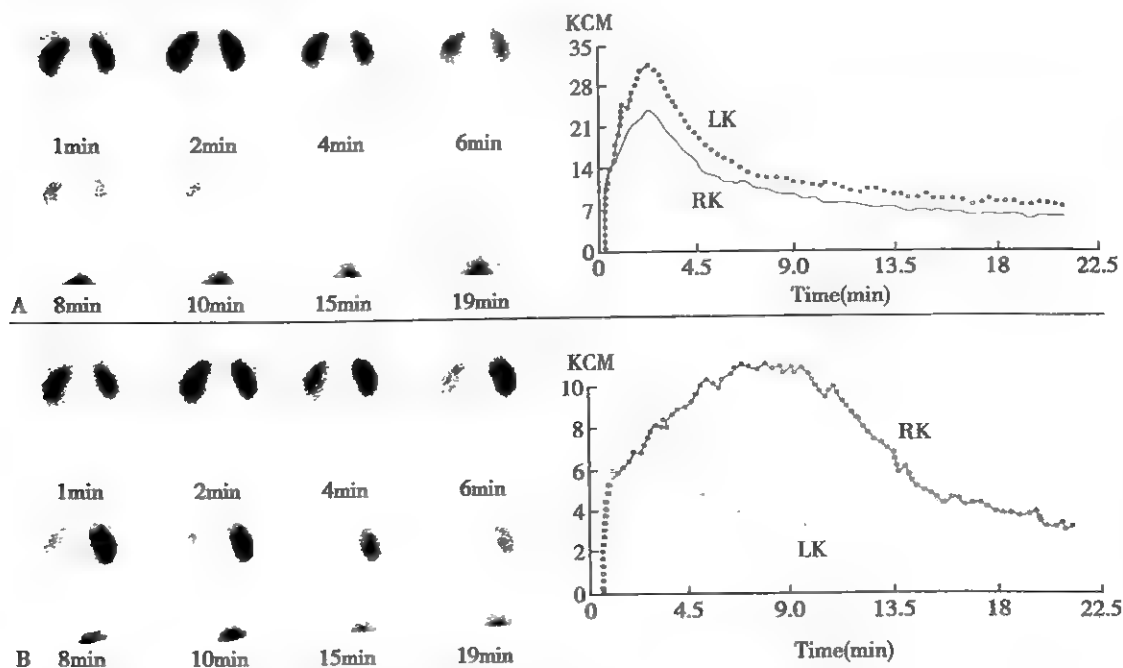 1min 2min 4min 6min
A 8min 10min 15min 19min
KCM
35
28
21
14
7
0
LK
RK
0 4.5 9.0 13.5 18 22.5
Time(min)
1min 2min 4min 6min
B 8min 10min 15min 19min
KCM
10
8
6
4
2
0
RK
LK
0 4.5 9.0 13.5 18 22.5
Time(min)